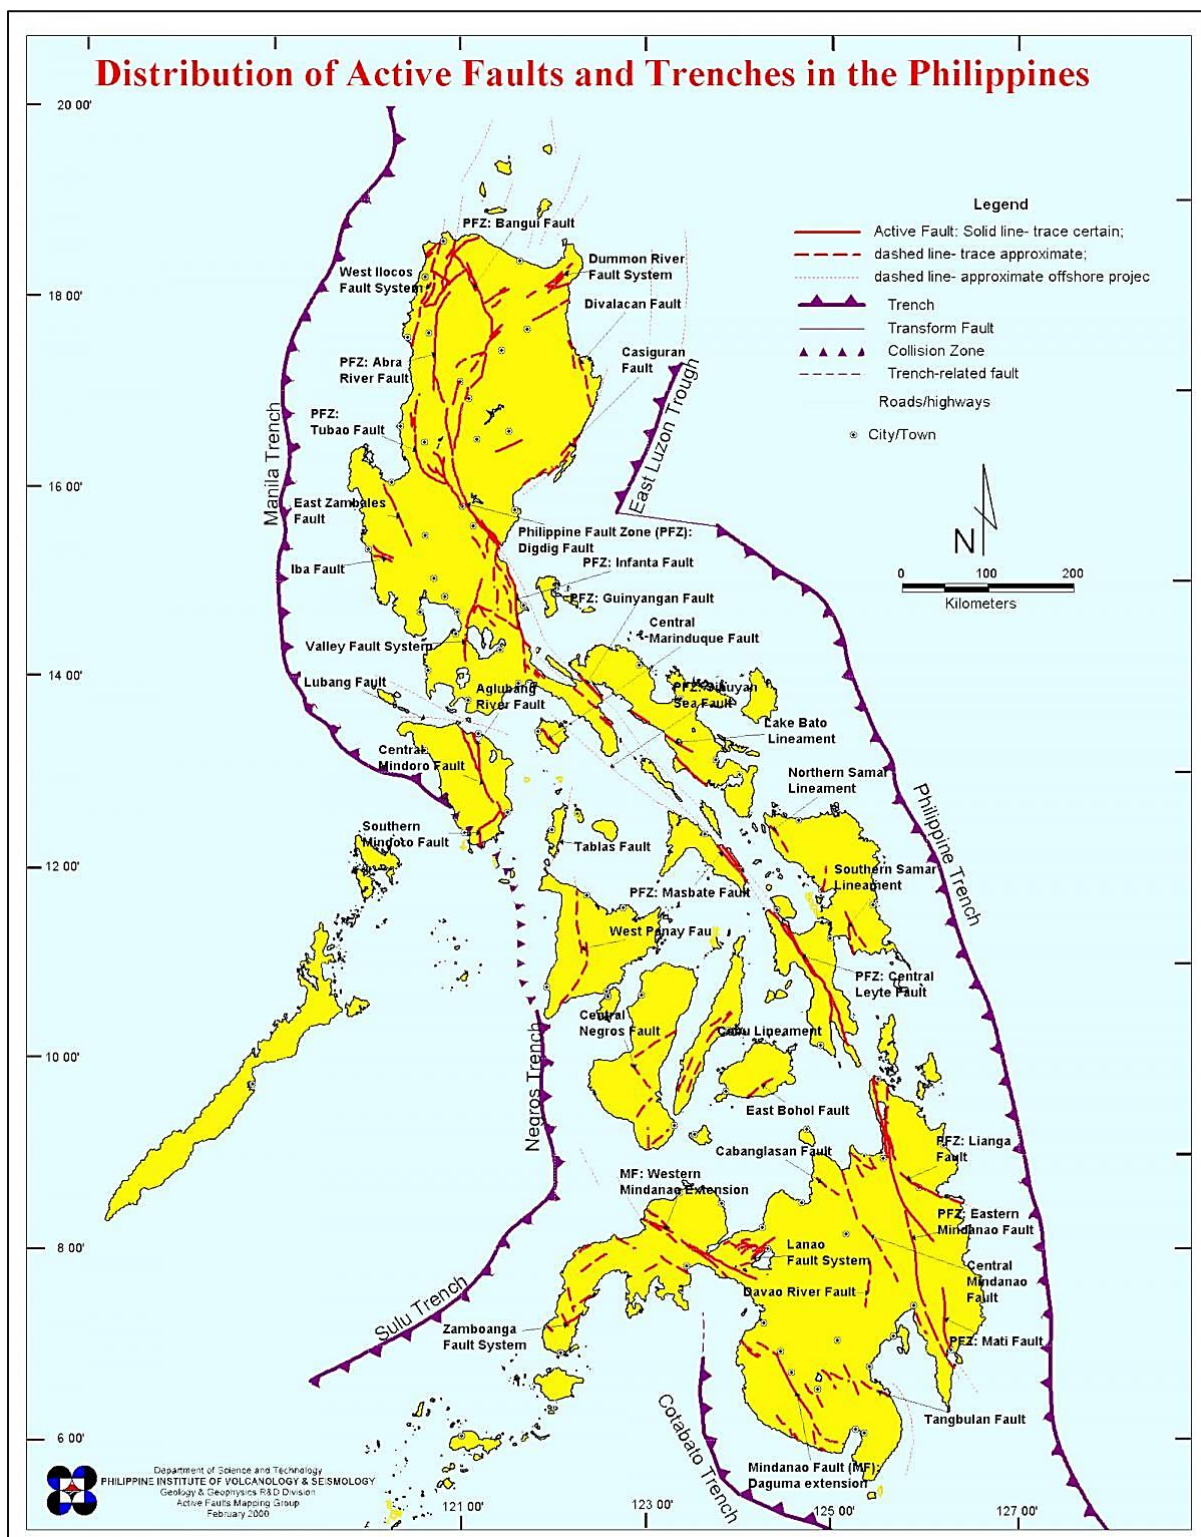 Distribution of Active Faults and Trenches in the Philippines
20 00'
18 00'
16 00'
14 00'
12 00'
10 00'
8 00'
6 00'
121 00'
123 00'
125 00'
127 00'
Legend
Active Fault: Solid line- trace certain;
dashed line- trace approximate;
dashed line- approximate offshore projec
Trench
Transform Fault
Collision Zone
Trench-related fault
Roads/highways
City/Town
N
0 100 200
Kilometers
PFZ: Bangui Fault
West Ilocos
Fault System
Dummon River
Fault System
Divalacan Fault
Casiguran
Fault
PFZ: Abra
River Fault
PFZ:
Tubao Fault
Manila Trench
East Luzon Trough
East Zambales
Fault
Iba Fault
Philippine Fault Zone (PFZ):
Digdig Fault
PFZ: Infanta Fault
PFZ: Guinyangan Fault
Central
Marinduque Fault
Valley Fault System
Lubang Fault
Aglubang
River Fault
PFZ: Sibuyan
Sea Fault
Lake Bato
Lineament
Central
Mindoro Fault
Northern Samar
Lineament
Philippine Trench
Southern
Mindoro Fault
Tablas Fault
PFZ: Masbate Fault
Southern Samar
Lineament
West Panay Fau
PFZ: Central
Leyte Fault
Central
Negros Fault
Cebu Lineament
Negros Trench
East Bohol Fault
Cabanglasan Fault
PFZ: Lianga
Fault
MF: Western
Mindanao Extension
PFZ: Eastern
Mindanao Fault
Lanao
Fault System
Central
Mindanao
Fault
Davao River Fault
Sulu Trench
Zamboanga
Fault System
PFZ: Mati Fault
Cotabato Trench
Tangbulan Fault
Mindanao Fault (MF):
Daguma extension
Department of Science and Technology
PHILIPPINE INSTITUTE OF VOLCANOLOGY & SEISMOLOGY
Geology & Geophysics R&D Division
Active Faults Mapping Group
February 2000